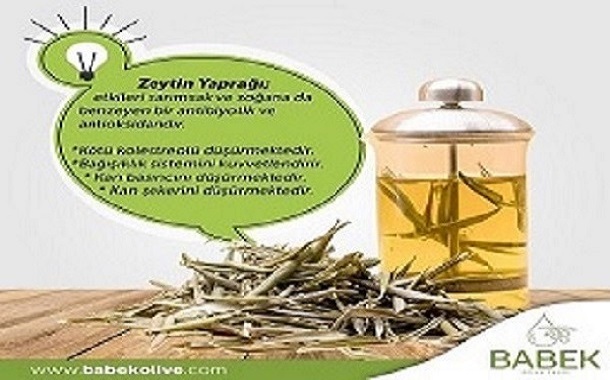 Zeytin Yaprağı;
etkileri sarımsak ve soğana da
benzeyen bir antibiyotik ve
antioksidandır.
*Kötü kolesterolü düşürmektedir.
*Bağışıklık sistemini kuvvetlendirir.
* Kan basıncını düşürmektedir.
* Kan şekerini düşürmektedir.
www.babekolive.com
BABEK